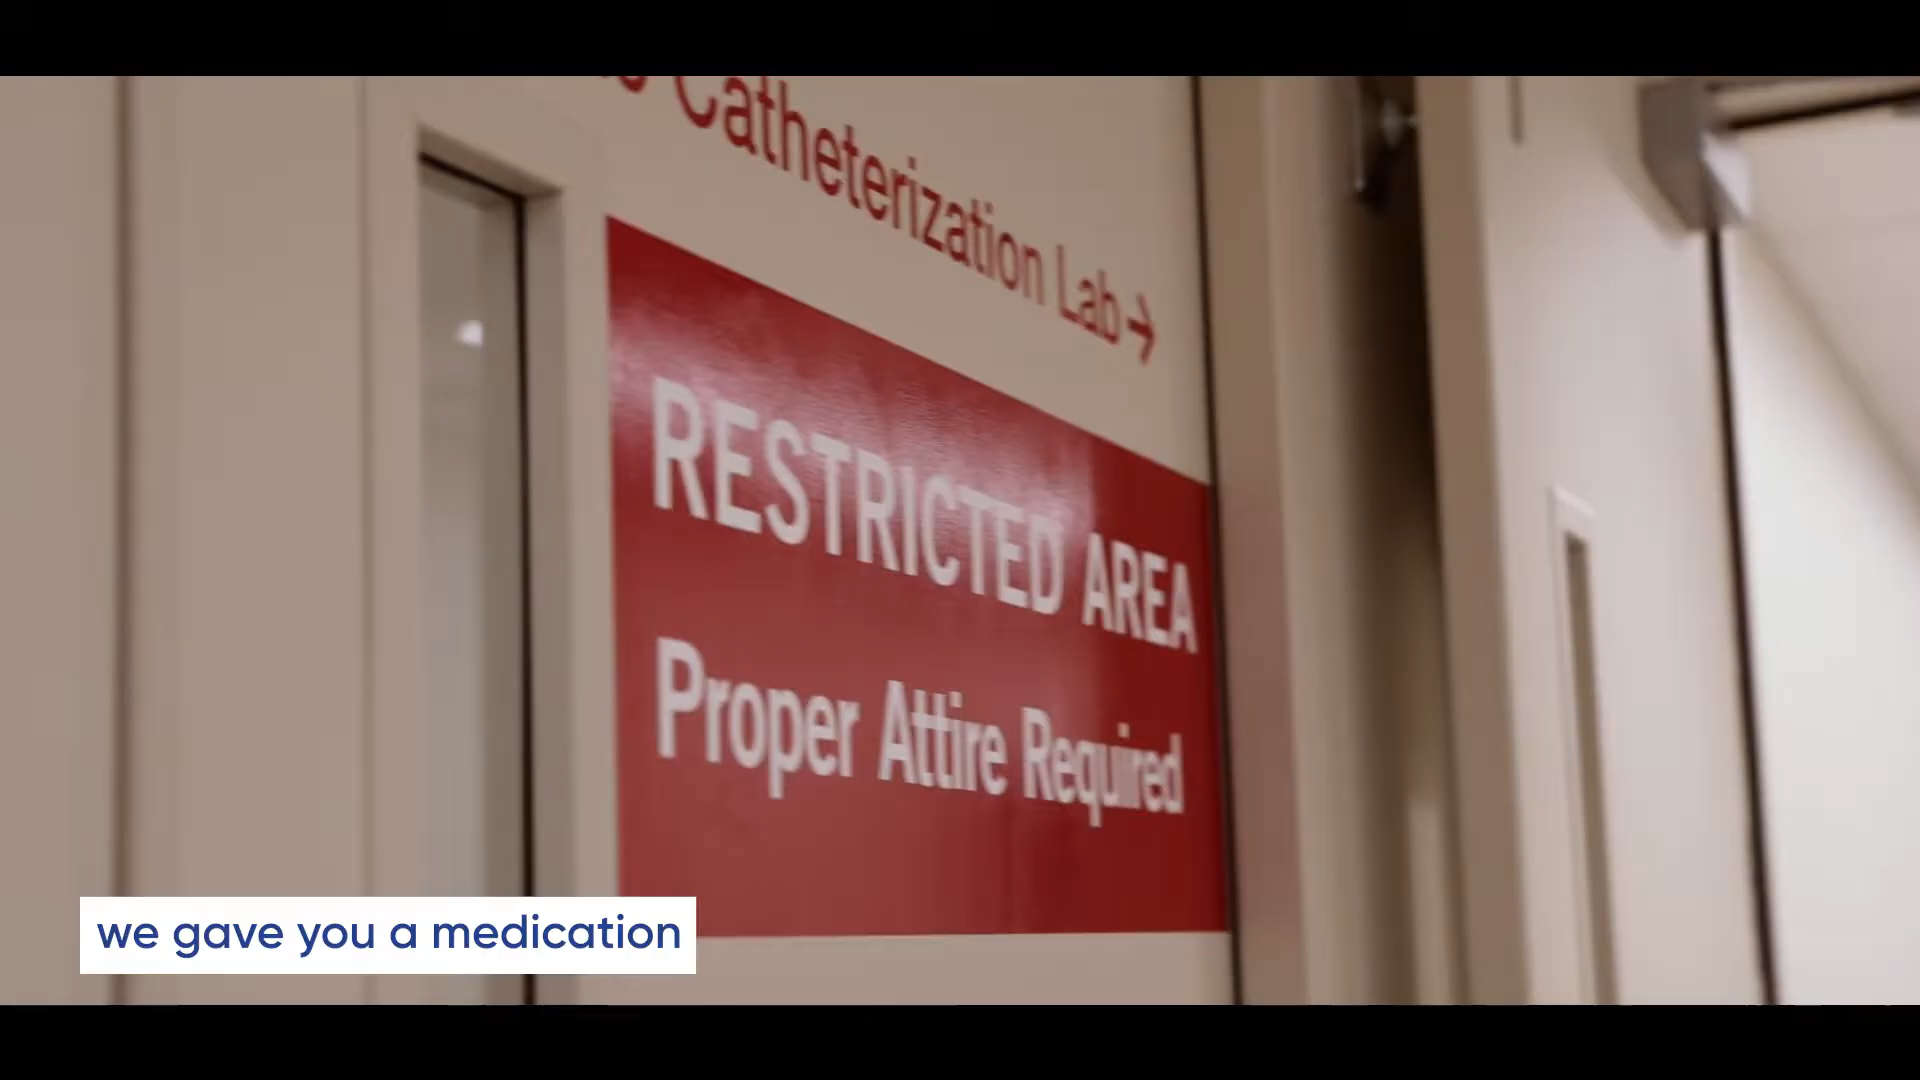 Catheterization Lab→
RESTRICTED AREA
Proper Attire Required
we gave you a medication